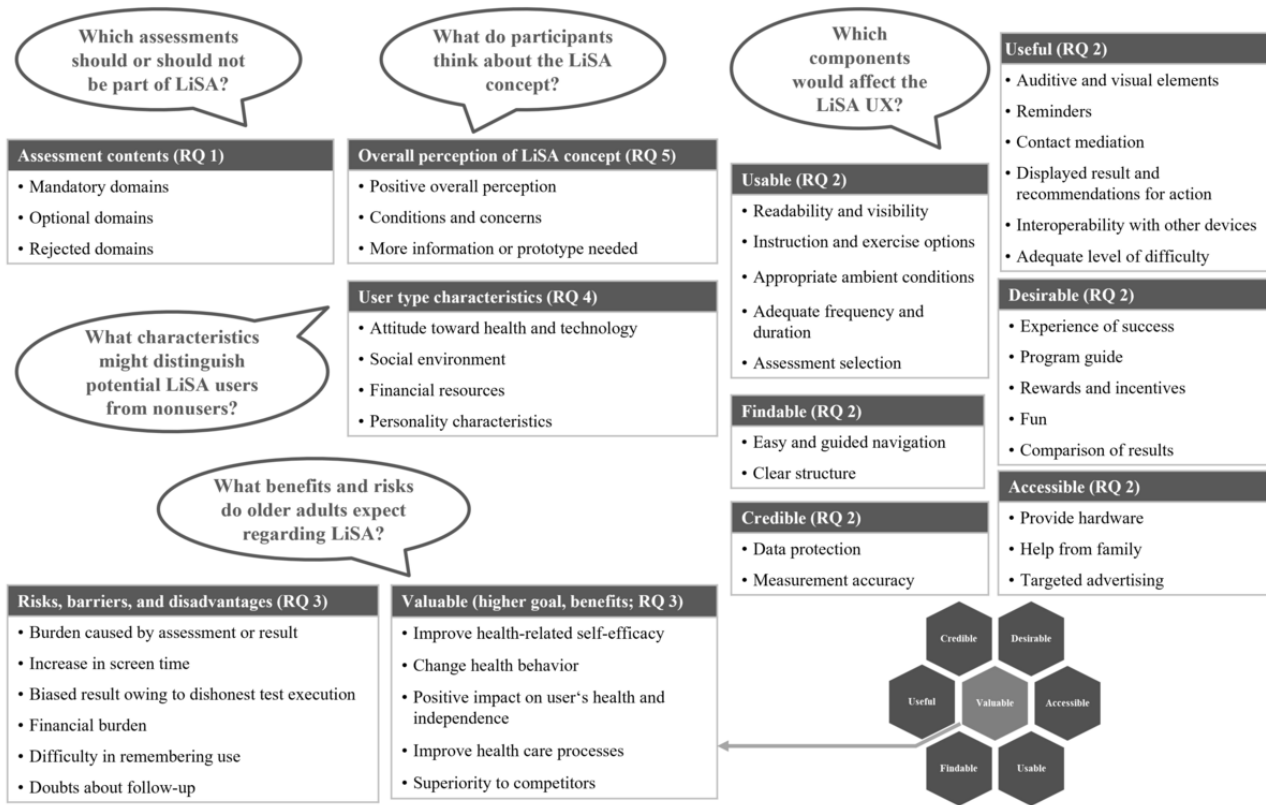 Which assessments
should or should not
be part of LiSA?
What do participants
think about the LiSA
concept?
Which
components
would affect the
LiSA UX?
Assessment contents (RQ 1)
• Mandatory domains
• Optional domains
• Rejected domains
Overall perception of LiSA concept (RQ 5)
• Positive overall perception
• Conditions and concerns
• More information or prototype needed
What characteristics
might distinguish
potential LiSA users
from nonusers?
User type characteristics (RQ 4)
• Attitude toward health and technology
• Social environment
• Financial resources
• Personality characteristics
What benefits and risks
do older adults expect
regarding LiSA?
Risks, barriers, and disadvantages (RQ 3)
• Burden caused by assessment or result
• Increase in screen time
• Biased result owing to dishonest test execution
• Financial burden
• Difficulty in remembering use
• Doubts about follow-up
Valuable (higher goal, benefits; RQ 3)
• Improve health-related self-efficacy
• Change health behavior
• Positive impact on user‘s health and
independence
• Improve health care processes
• Superiority to competitors
Usable (RQ 2)
• Readability and visibility
• Instruction and exercise options
• Appropriate ambient conditions
• Adequate frequency and
duration
• Assessment selection
Findable (RQ 2)
• Easy and guided navigation
• Clear structure
Credible (RQ 2)
• Data protection
• Measurement accuracy
Useful (RQ 2)
• Auditive and visual elements
• Reminders
• Contact mediation
• Displayed result and
recommendations for action
• Interoperability with other devices
• Adequate level of difficulty
Desirable (RQ 2)
• Experience of success
• Program guide
• Rewards and incentives
• Fun
• Comparison of results
Accessible (RQ 2)
• Provide hardware
• Help from family
• Targeted advertising
Credible
Desirable
Useful
Valuable
Accessible
Findable
Usable